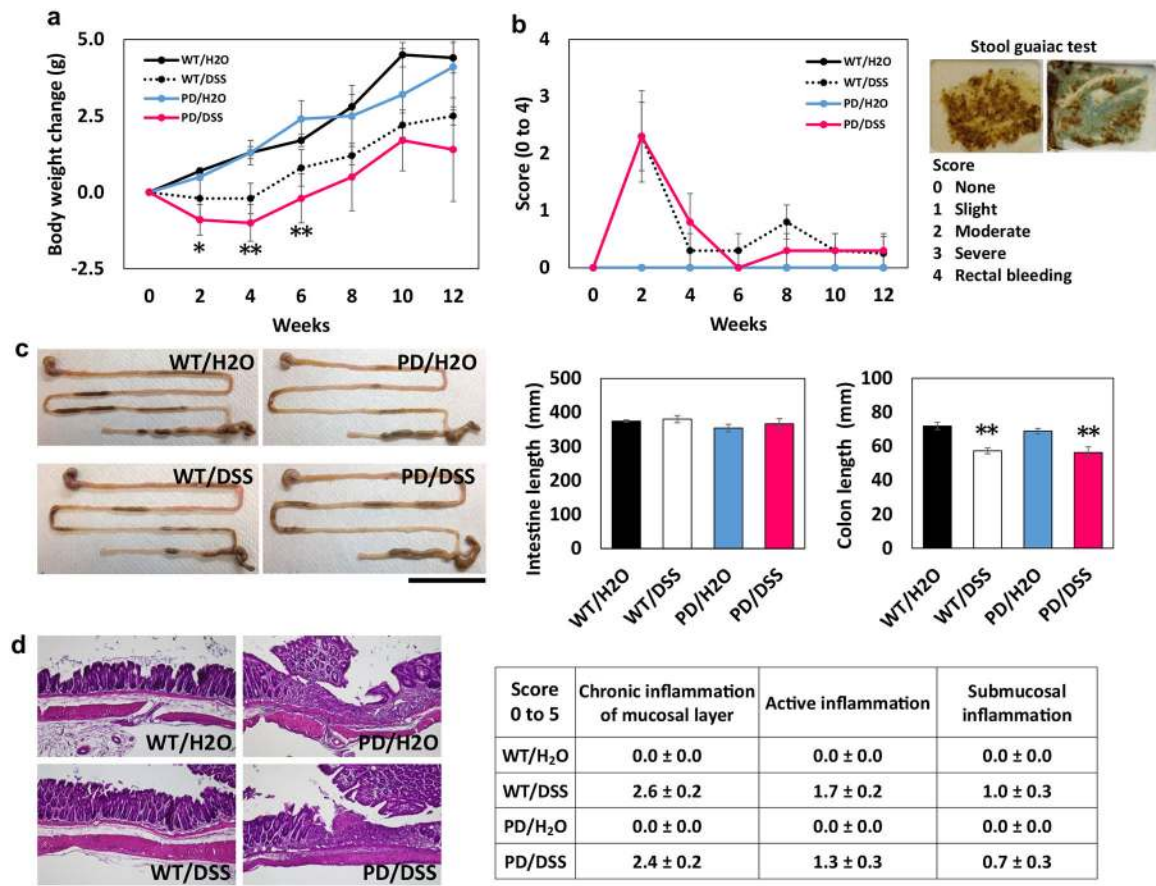 a
Body weight change (g)
5.0
2.5
0.0
-2.5
WT/H2O
WT/DSS
PD/H2O
PD/DSS
*
**
**
0 2 4 6 8 10 12
Weeks
b
Score (0 to 4)
4
3
2
1
0
WT/H2O
WT/DSS
PD/H2O
PD/DSS
0 2 4 6 8 10 12
Weeks
Stool guaiac test
Score
0 None
1 Slight
2 Moderate
3 Severe
4 Rectal bleeding
c
WT/H2O
PD/H2O
WT/DSS
PD/DSS
Intestine length (mm)
500
400
300
200
100
0
WT/H2O
WT/DSS
PD/H2O
PD/DSS
Colon length (mm)
100
80
60
40
20
0
**
**
WT/H2O
WT/DSS
PD/H2O
PD/DSS
d
WT/H2O
PD/H2O
WT/DSS
PD/DSS
Score
0 to 5
Chronic inflammation
of mucosal layer
Active inflammation
Submucosal
inflammation
WT/H₂O 0.0 ± 0.0 0.0 ± 0.0 0.0 ± 0.0
WT/DSS 2.6 ± 0.2 1.7 ± 0.2 1.0 ± 0.3
PD/H₂O 0.0 ± 0.0 0.0 ± 0.0 0.0 ± 0.0
PD/DSS 2.4 ± 0.2 1.3 ± 0.3 0.7 ± 0.3